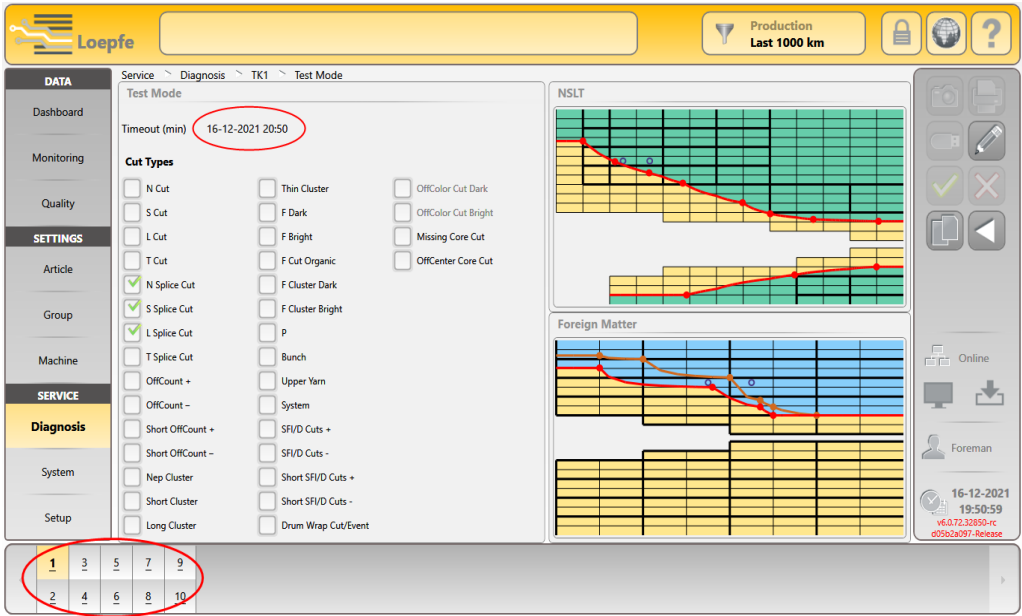 Loepfe
Production
Last 1000 km
?
DATA
Dashboard
Monitoring
Quality
SETTINGS
Article
Group
Machine
SERVICE
Diagnosis
System
Setup
Service Diagnosis TK1 Test Mode
Test Mode
Timeout (min) 16-12-2021 20:50
Cut Types
N Cut
S Cut
L Cut
T Cut
N Splice Cut
S Splice Cut
L Splice Cut
T Splice Cut
OffCount +
OffCount –
Short OffCount +
Short OffCount –
Nep Cluster
Short Cluster
Long Cluster
Thin Cluster
F Dark
F Bright
F Cut Organic
F Cluster Dark
F Cluster Bright
P
Bunch
Upper Yarn
System
SFI/D Cuts +
SFI/D Cuts -
Short SFI/D Cuts +
Short SFI/D Cuts -
Drum Wrap Cut/Event
OffColor Cut Dark
OffColor Cut Bright
Missing Core Cut
OffCenter Core Cut
NSLT
Foreign Matter
Online
Foreman
16-12-2021
19:50:59
v6.0.72.32850-rc
d05b2a097-Release
1 3 5 7 9
2 4 6 8 10